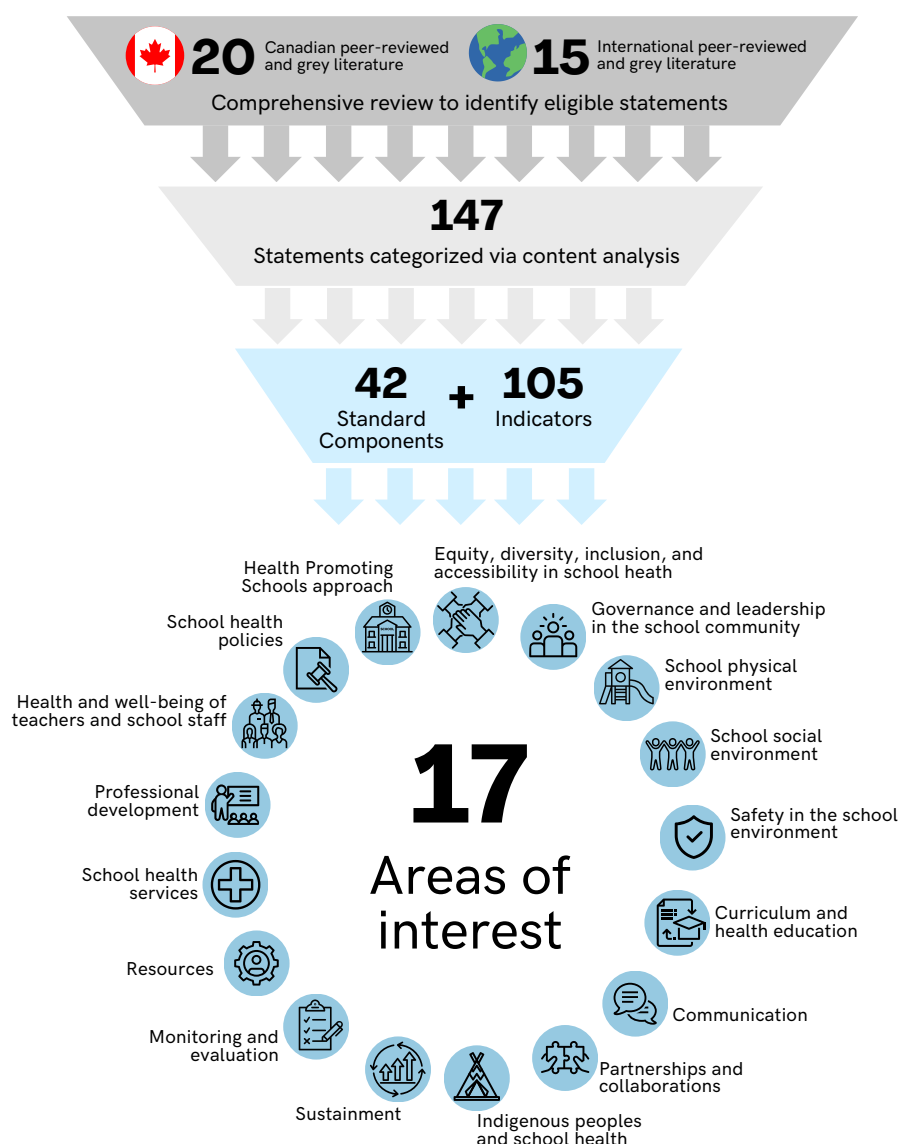 20 Canadian peer-reviewed
and grey literature
15 International peer-reviewed
and grey literature
Comprehensive review to identify eligible statements
147
Statements categorized via content analysis
42 + 105
Standard
Components
Indicators
Equity, diversity, inclusion, and
accessibility in school heath
Health Promoting
Schools approach
Governance and leadership
in the school community
School health
policies
SCHOOL
School physical
environment
Health and well-being of
teachers and school staff
School social
environment
Professional
development
17
Areas of
interest
Safety in the school
environment
School health
services
Curriculum and
health education
Resources
Communication
Monitoring and
evaluation
Partnerships and
collaborations
Sustainment
Indigenous peoples
and school health